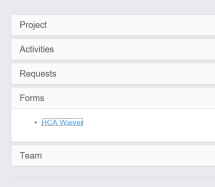 Project
Activities
Requests
Forms
HCA Waiver
Team